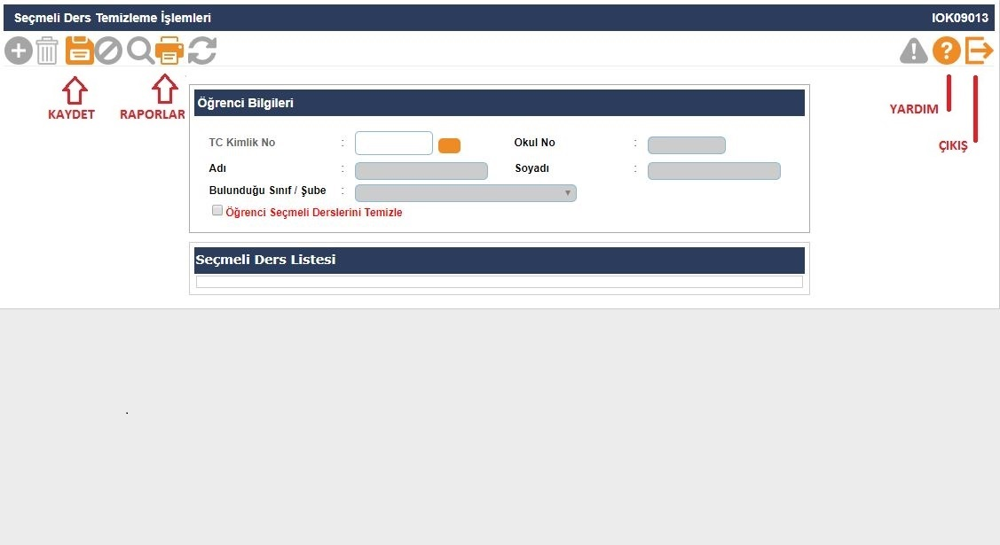 Seçmeli Ders Temizleme İşlemleri IOK09013
KAYDET RAPORLAR YARDIM
ÇIKIŞ
Öğrenci Bilgileri
TC Kimlik No : Okul No :
Adı : Soyadı :
Bulunduğu Sınıf / Şube :
Öğrenci Seçmeli Derslerini Temizle
Seçmeli Ders Listesi